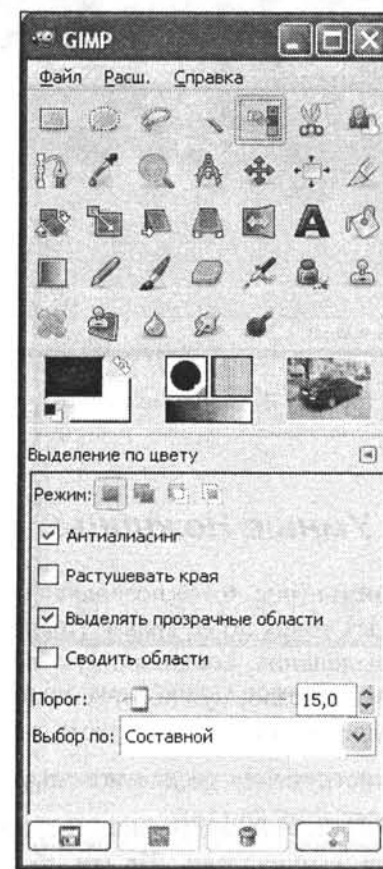 GIMP
Файл Расш. Справка
Выделение по цвету
Режим:
Антиалиасинг
Растушевать края
Выделять прозрачные области
Сводить области
Порог: 15,0
Выбор по: Составной